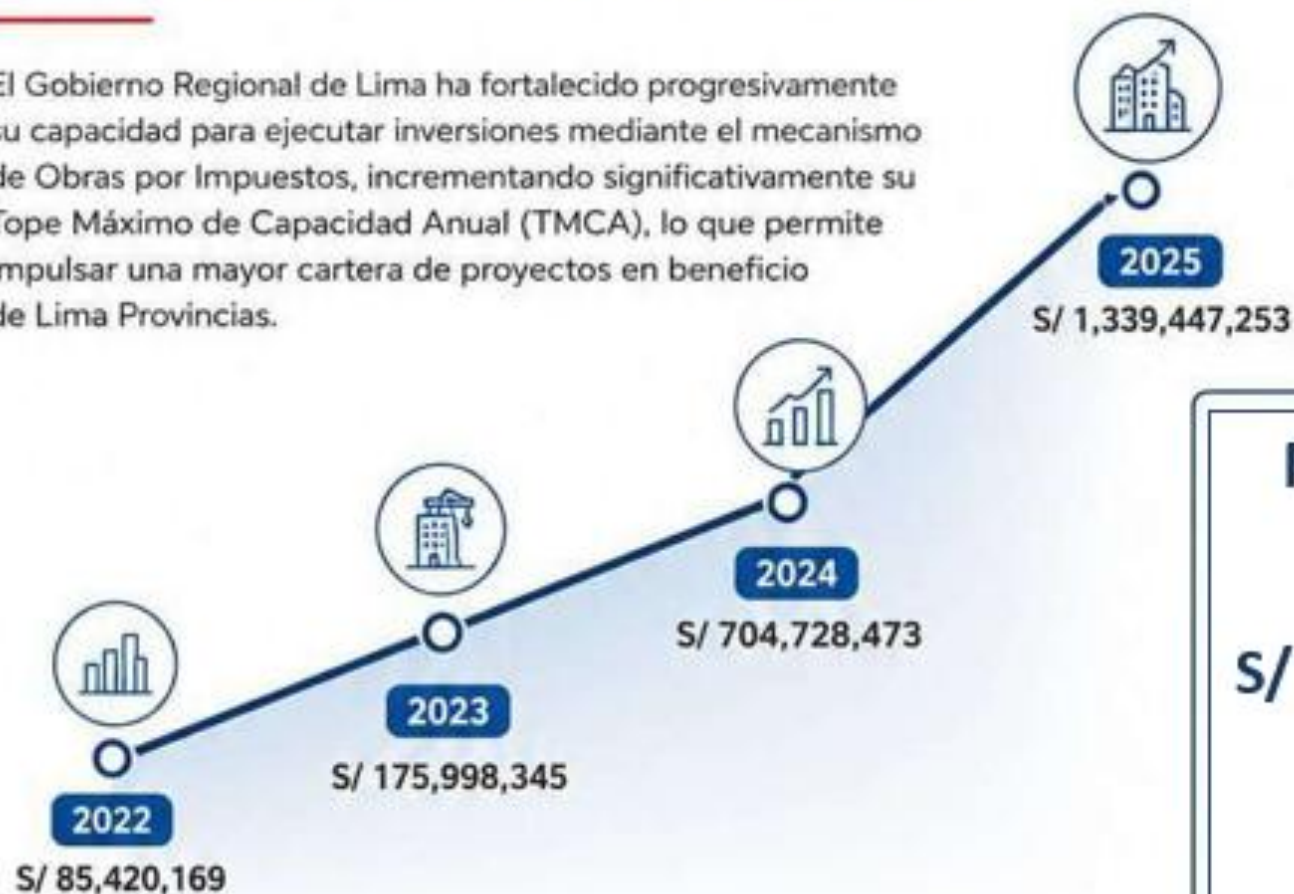 El Gobierno Regional de Lima ha fortalecido progresivamente
su capacidad para ejecutar inversiones mediante el mecanismo
de Obras por Impuestos, incrementando significativamente su
Tope Máximo de Capacidad Anual (TMCA), lo que permite
impulsar una mayor cartera de proyectos en beneficio
de Lima Provincias.
2025
S/ 1,339,447,253
2024
S/ 704,728,473
S/
2023
S/ 175,998,345
2022
S/ 85,420,169